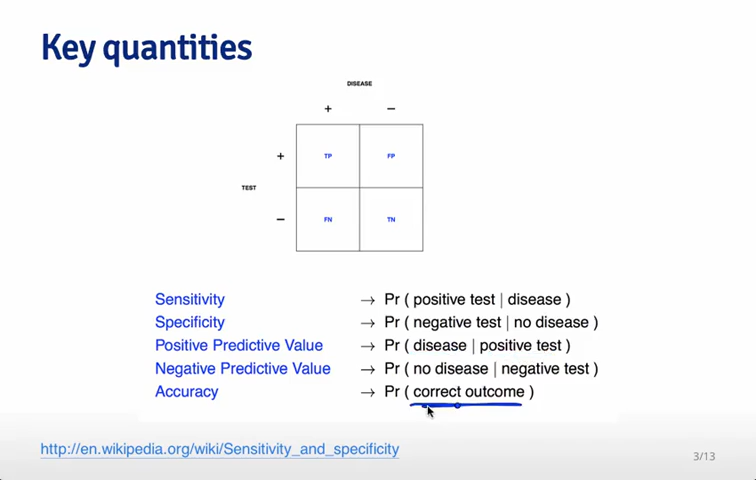 Key quantities
DISEASE
+ −
+ TP FP
TEST
− FN TN
Sensitivity → Pr ( positive test | disease )
Specificity → Pr ( negative test | no disease )
Positive Predictive Value → Pr ( disease | positive test )
Negative Predictive Value → Pr ( no disease | negative test )
Accuracy → Pr ( correct outcome )
http://en.wikipedia.org/wiki/Sensitivity_and_specificity
3/13